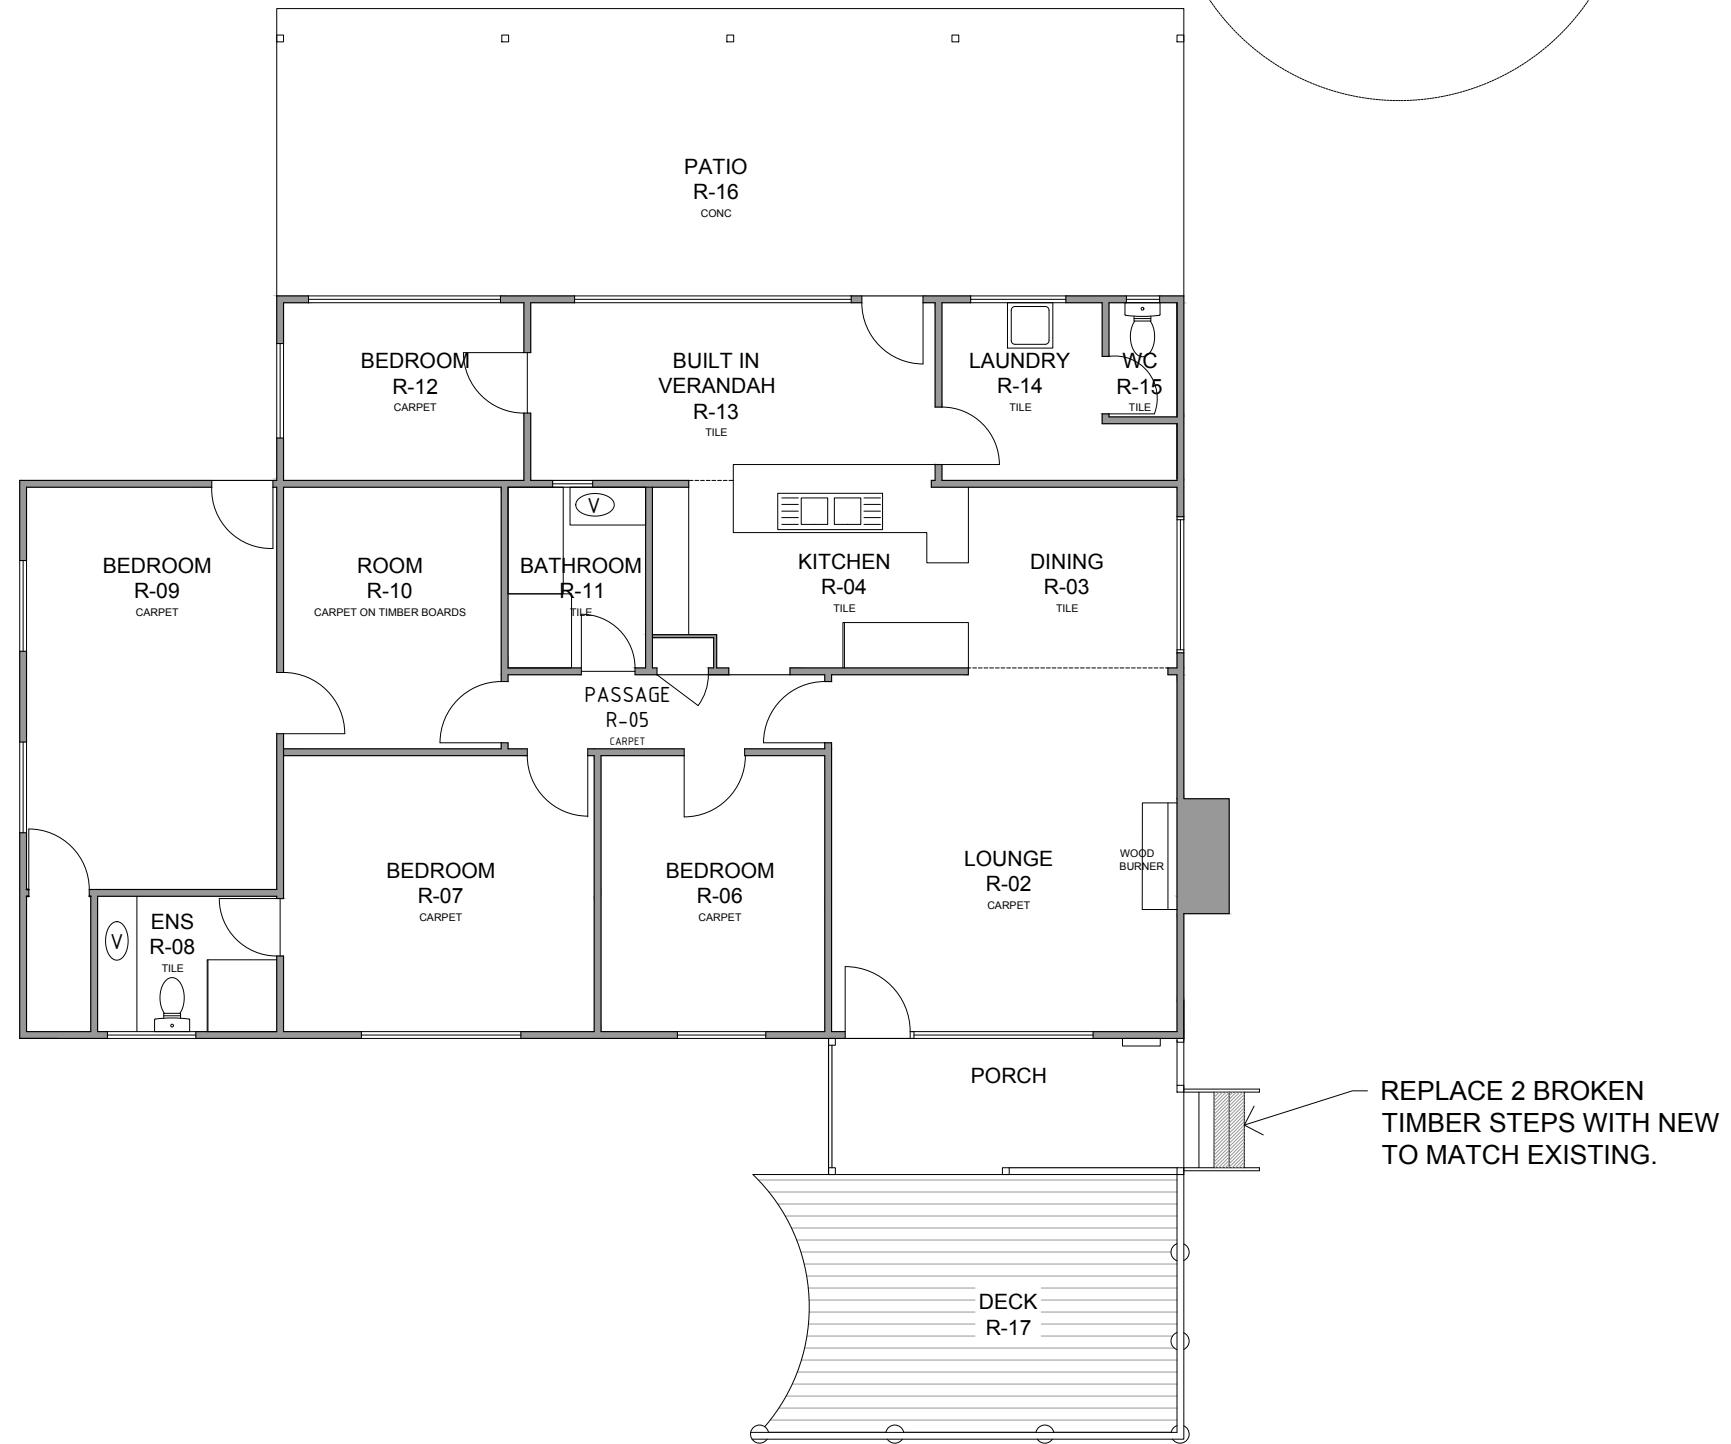 PATIO
R-16
CONC
BEDROOM
R-12
CARPET
BUILT IN
VERANDAH
R-13
TILE
LAUNDRY
R-14
TILE
WC
R-15
TILE
BEDROOM
R-09
CARPET
ROOM
R-10
CARPET ON TIMBER BOARDS
V
BATHROOM
R-11
TILE
KITCHEN
R-04
TILE
DINING
R-03
TILE
PASSAGE
R-05
CARPET
BEDROOM
R-07
CARPET
BEDROOM
R-06
CARPET
LOUNGE
R-02
CARPET
WOOD
BURNER
ENS
R-08
TILE
V
PORCH
REPLACE 2 BROKEN
TIMBER STEPS WITH NEW
TO MATCH EXISTING.
DECK
R-17